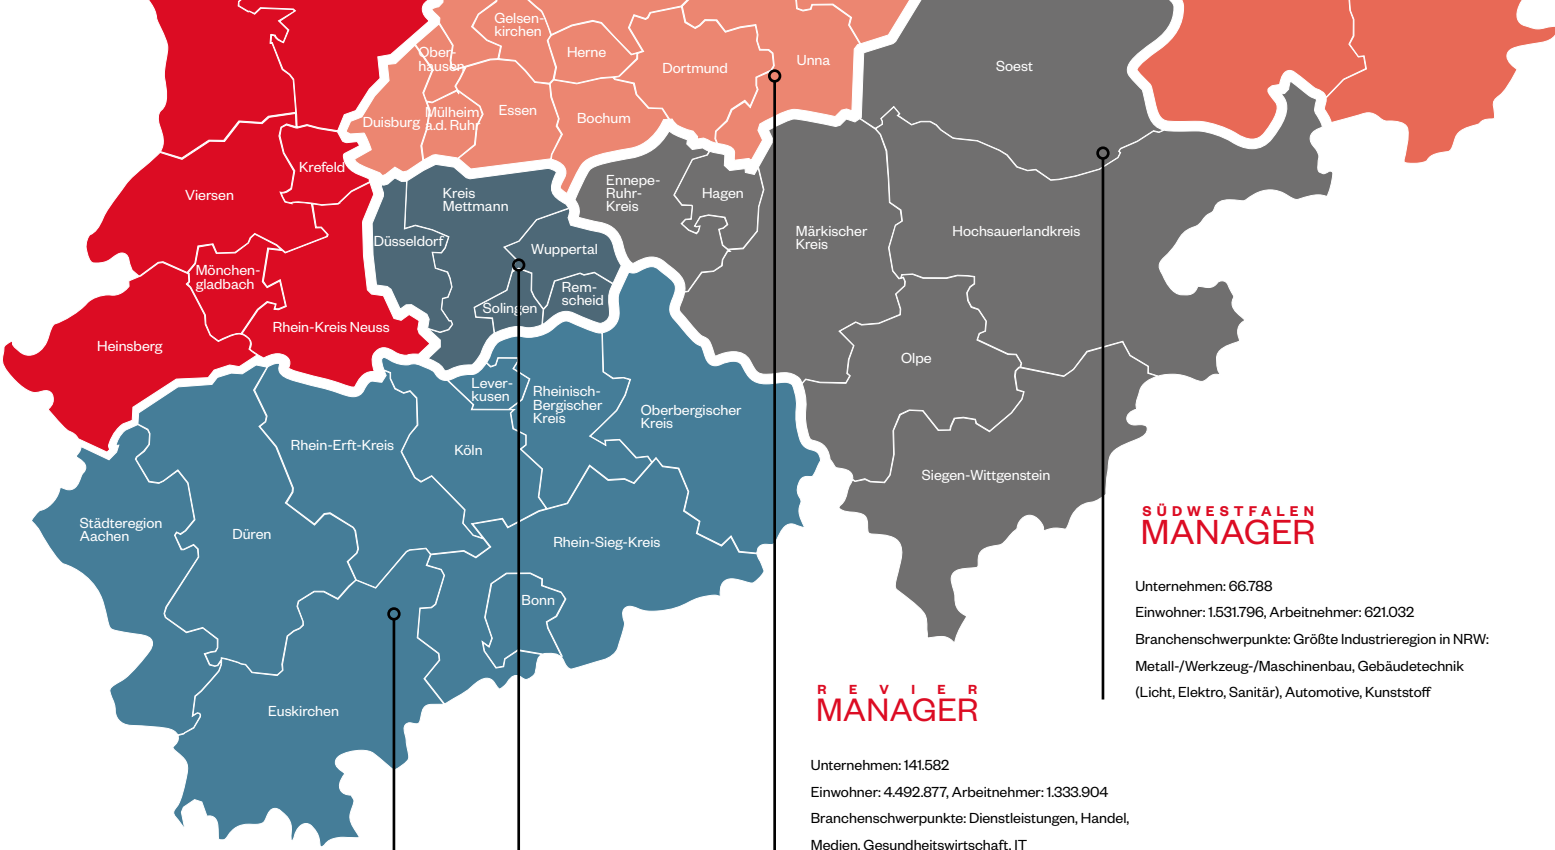 Gelsen-
kirchen
Ober-
hausen
Herne
Dortmund
Unna
Soest
Duisburg
Mülheim
a.d. Ruhr
Essen
Bochum
Krefeld
Viersen
Kreis
Mettmann
Ennepe-
Ruhr-
Kreis
Hagen
Märkischer
Kreis
Hochsauerlandkreis
Düsseldorf
Wuppertal
Mönchen-
gladbach
Rem-
scheid
Solingen
Rhein-Kreis Neuss
Heinsberg
Olpe
Lever-
kusen
Rheinisch-
Bergischer
Kreis
Oberbergischer
Kreis
Rhein-Erft-Kreis
Köln
Siegen-Wittgenstein
Städteregion
Aachen
Düren
Rhein-Sieg-Kreis
Bonn
Euskirchen
SÜDWESTFALEN
MANAGER
Unternehmen: 66.788
Einwohner: 1.531.796, Arbeitnehmer: 621.032
Branchenschwerpunkte: Größte Industrieregion in NRW:
Metall-/Werkzeug-/Maschinenbau, Gebäudetechnik
(Licht, Elektro, Sanitär), Automotive, Kunststoff
REVIER
MANAGER
Unternehmen: 141.582
Einwohner: 4.492.877, Arbeitnehmer: 1.333.904
Branchenschwerpunkte: Dienstleistungen, Handel,
Medien, Gesundheitswirtschaft, IT